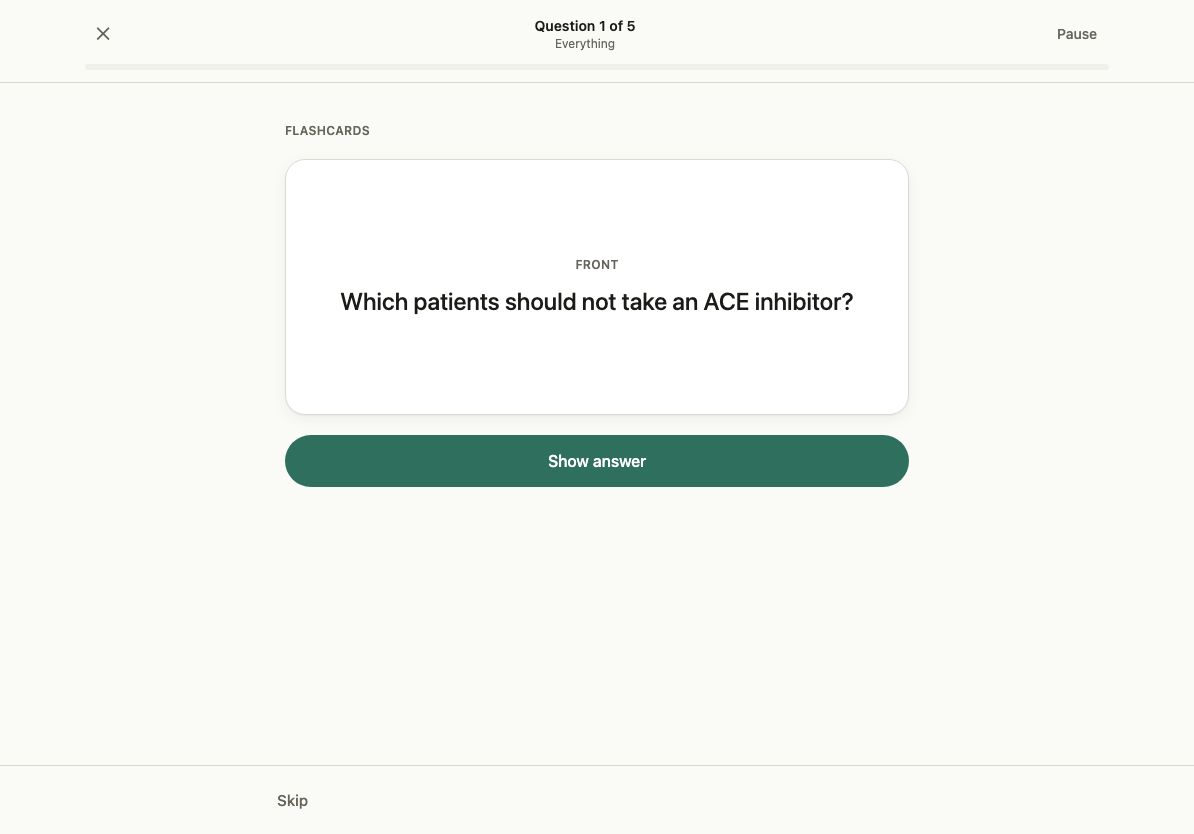 Question 1 of 5
Everything
Pause
FLASHCARDS
FRONT
Which patients should not take an ACE inhibitor?
Show answer
Skip